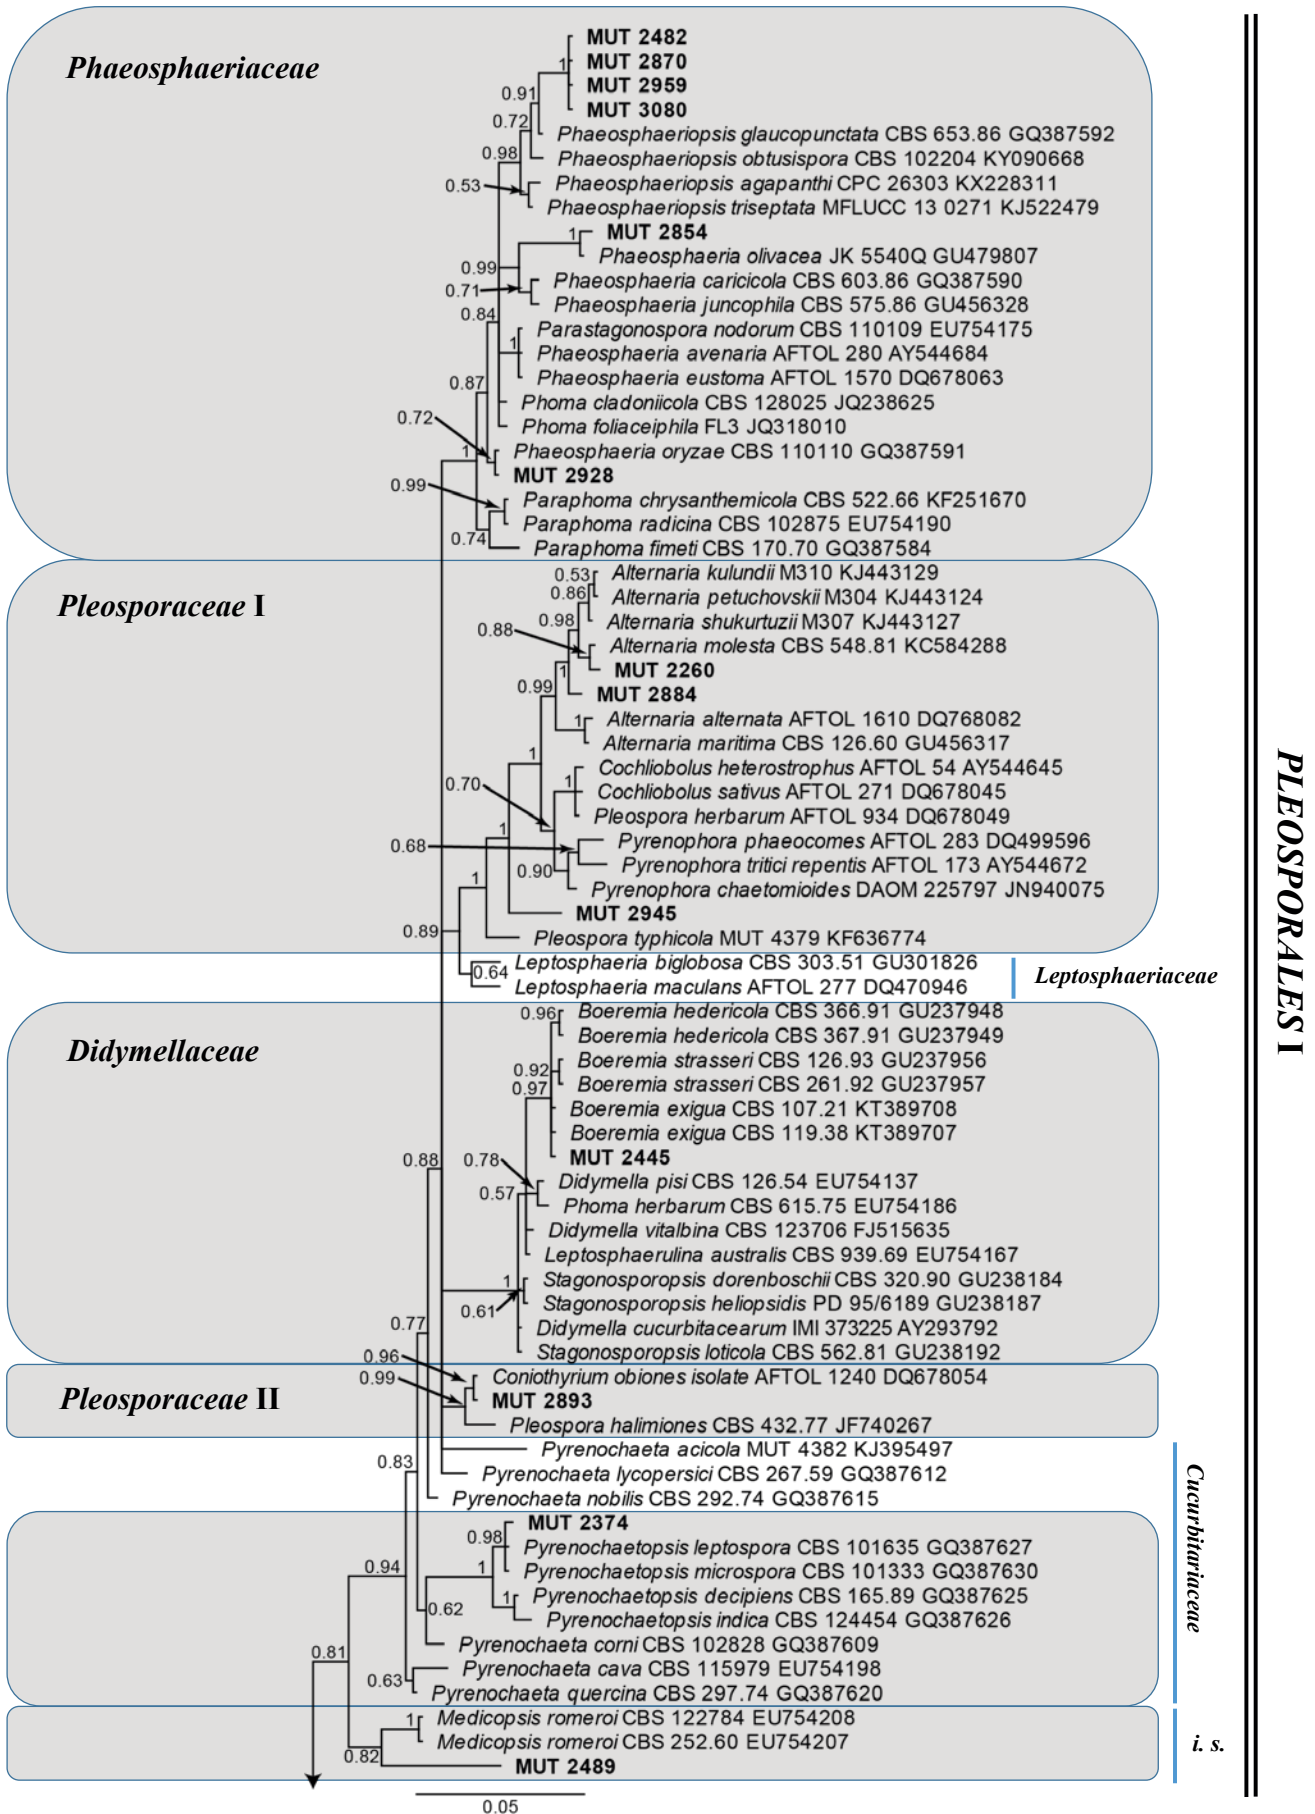 Phaeosphaeriaceae
MUT 2482
MUT 2870
1
MUT 2959
0.91
MUT 3080
0.72
Phaeosphaeriopsis glaucopunctata CBS 653.86 GQ387592
0.98
Phaeosphaeriopsis obtusispora CBS 102204 KY090668
0.53
Phaeosphaeriopsis agapanthi CPC 26303 KX228311
Phaeosphaeriopsis triseptata MFLUCC 13 0271 KJ522479
1
MUT 2854
Phaeosphaeria olivacea JK 5540Q GU479807
0.99
Phaeosphaeria caricicola CBS 603.86 GQ387590
0.71
Phaeosphaeria juncophila CBS 575.86 GU456328
0.84
Parastagonospora nodorum CBS 110109 EU754175
1
Phaeosphaeria avenaria AFTOL 280 AY544684
0.87
Phaeosphaeria eustoma AFTOL 1570 DQ678063
Phoma cladoniicola CBS 128025 JQ238625
0.72
Phoma foliaceiphila FL3 JQ318010
1
Phaeosphaeria oryzae CBS 110110 GQ387591
MUT 2928
0.99
Paraphoma chrysanthemicola CBS 522.66 KF251670
Paraphoma radicina CBS 102875 EU754190
0.74
Paraphoma fimeti CBS 170.70 GQ387584
Pleosporaceae I
0.53
Alternaria kulundii M310 KJ443129
0.86
Alternaria petuchovskii M304 KJ443124
0.98
Alternaria shukurtuzii M307 KJ443127
0.88
Alternaria molesta CBS 548.81 KC584288
1
MUT 2260
0.99
MUT 2884
1
Alternaria alternata AFTOL 1610 DQ768082
Alternaria maritima CBS 126.60 GU456317
1
Cochliobolus heterostrophus AFTOL 54 AY544645
0.70
1
Cochliobolus sativus AFTOL 271 DQ678045
Pleospora herbarum AFTOL 934 DQ678049
1
0.68
Pyrenophora phaeocomes AFTOL 283 DQ499596
0.90
Pyrenophora tritici repentis AFTOL 173 AY544672
1
Pyrenophora chaetomioides DAOM 225797 JN940075
MUT 2945
0.89
Pleospora typhicola MUT 4379 KF636774
Leptosphaeria biglobosa CBS 303.51 GU301826
0.64
Leptosphaeria maculans AFTOL 277 DQ470946
Leptosphaeriaceae
Didymellaceae
0.96
Boeremia hedericola CBS 366.91 GU237948
Boeremia hedericola CBS 367.91 GU237949
Boeremia strasseri CBS 126.93 GU237956
0.92
Boeremia strasseri CBS 261.92 GU237957
0.97
Boeremia exigua CBS 107.21 KT389708
Boeremia exigua CBS 119.38 KT389707
MUT 2445
0.88
0.78
Didymella pisi CBS 126.54 EU754137
0.57
Phoma herbarum CBS 615.75 EU754186
Didymella vitalbina CBS 123706 FJ515635
Leptosphaerulina australis CBS 939.69 EU754167
1
Stagonosporopsis dorenboschii CBS 320.90 GU238184
0.61
Stagonosporopsis heliopsidis PD 95/6189 GU238187
0.77
Didymella cucurbitacearum IMI 373225 AY293792
Stagonosporopsis loticola CBS 562.81 GU238192
Pleosporaceae II
0.96
0.99
Coniothyrium obiones isolate AFTOL 1240 DQ678054
MUT 2893
Pleospora halimiones CBS 432.77 JF740267
Pyrenochaeta acicola MUT 4382 KJ395497
0.83
Pyrenochaeta lycopersici CBS 267.59 GQ387612
Pyrenochaeta nobilis CBS 292.74 GQ387615
MUT 2374
0.98
Pyrenochaetopsis leptospora CBS 101635 GQ387627
0.94
1
Pyrenochaetopsis microspora CBS 101333 GQ387630
1
Pyrenochaetopsis decipiens CBS 165.89 GQ387625
0.62
Pyrenochaetopsis indica CBS 124454 GQ387626
Pyrenochaeta corni CBS 102828 GQ387609
0.81
Pyrenochaeta cava CBS 115979 EU754198
0.63
Pyrenochaeta quercina CBS 297.74 GQ387620
Cucurbitariaceae
1
Medicopsis romeroi CBS 122784 EU754208
Medicopsis romeroi CBS 252.60 EU754207
0.82
MUT 2489
i. s.
0.05
PLEOSPORALES I